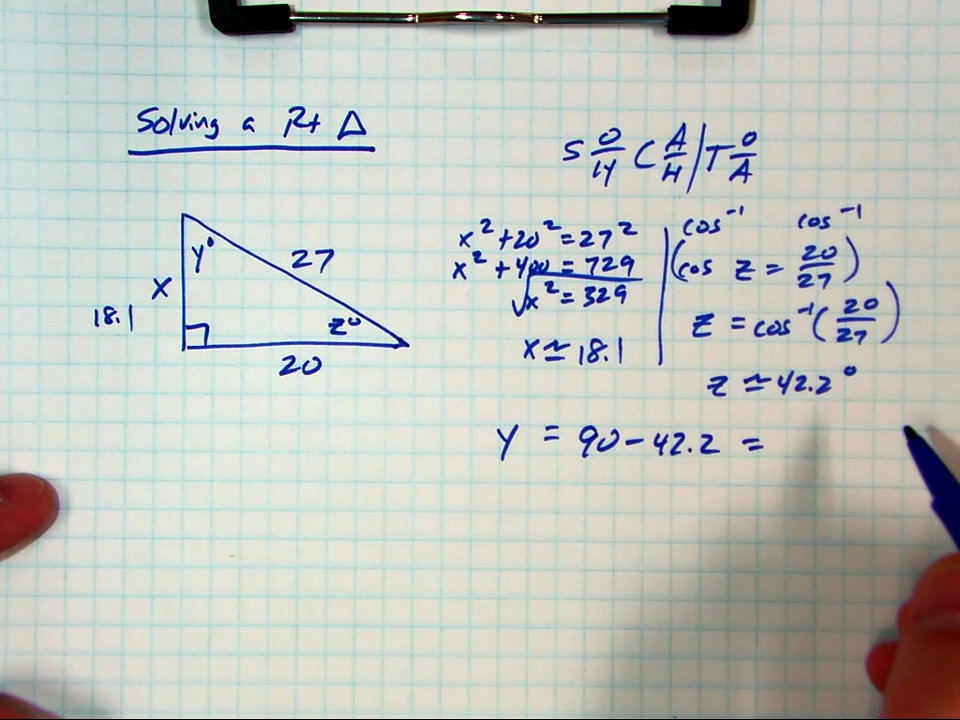 Solving a Rt Δ
S O/H C A/H | T O/A
y°
27
x
18.1
z°
20
x² + 20² = 27²
x² + 400 = 729
√x² = 329
x ≃ 18.1
cos⁻¹ cos⁻¹
(cos z = 20/27)
z = cos⁻¹(20/27)
z ≃ 42.2°
y = 90 - 42.2 =